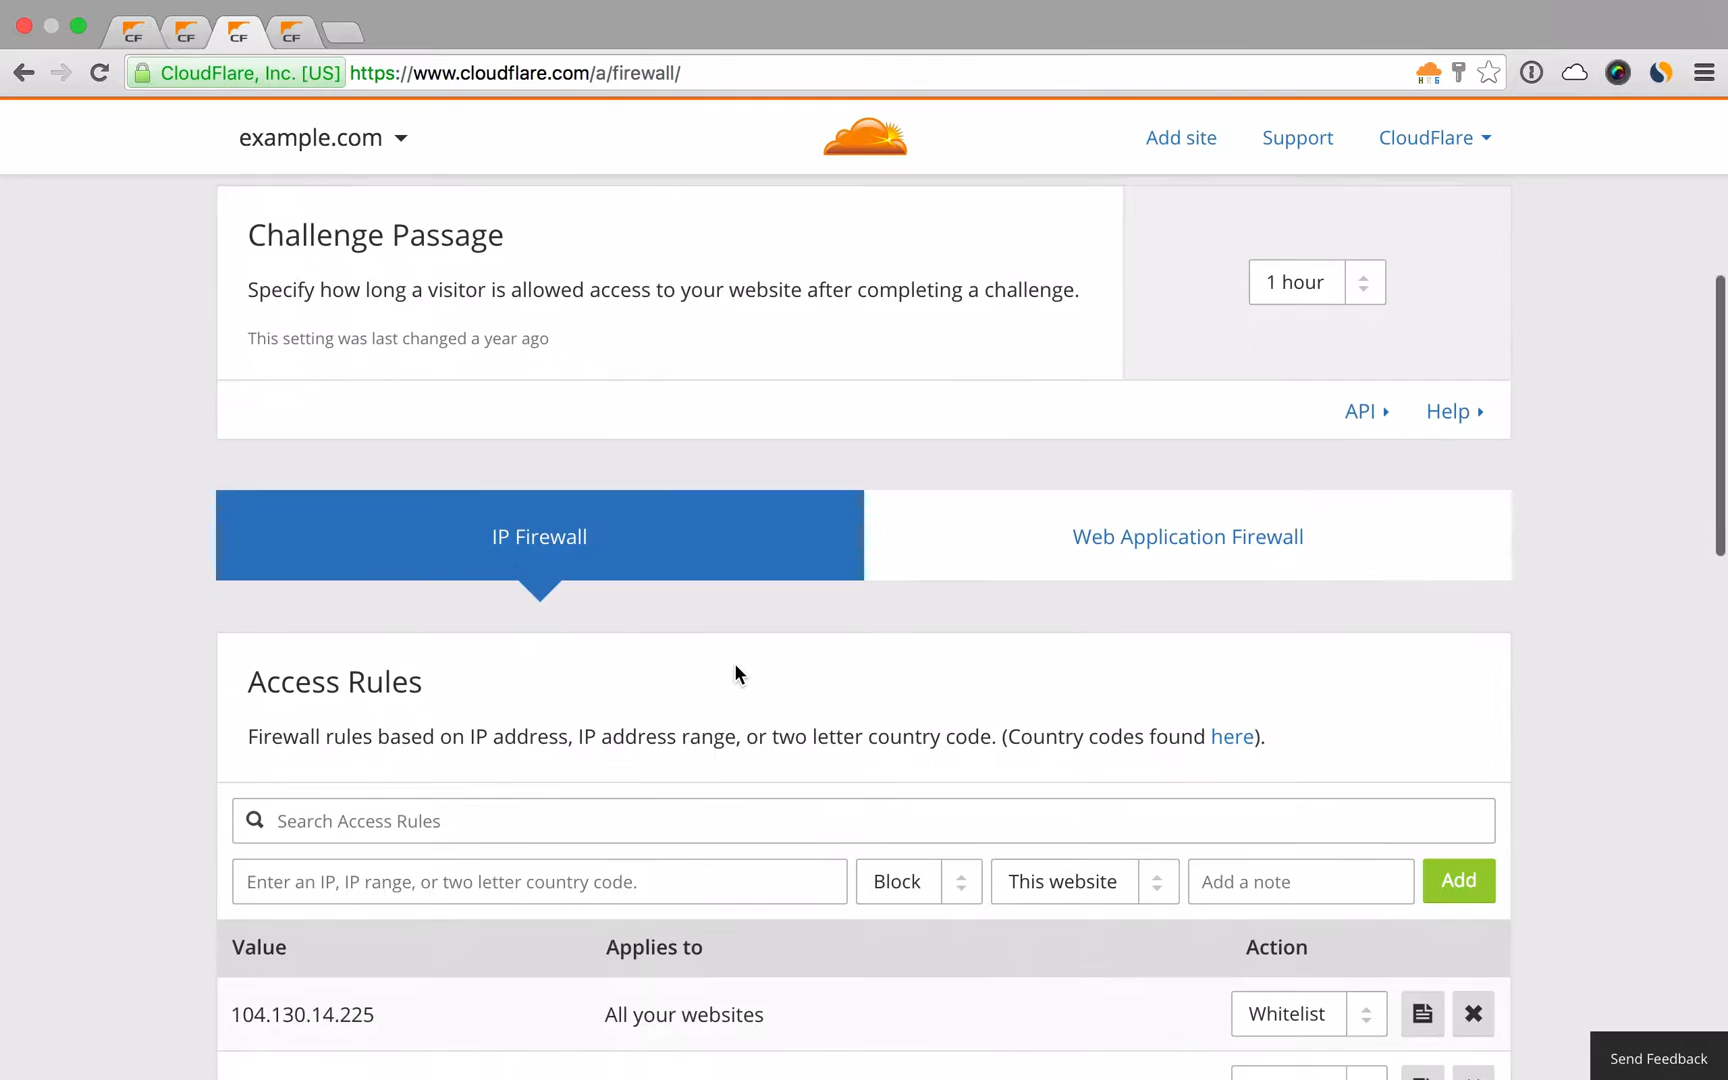 CF CF CF CF
CloudFlare, Inc. [US] https://www.cloudflare.com/a/firewall/
example.com
Add site Support CloudFlare
Challenge Passage
Specify how long a visitor is allowed access to your website after completing a challenge.
This setting was last changed a year ago
1 hour
API Help
IP Firewall Web Application Firewall
Access Rules
Firewall rules based on IP address, IP address range, or two letter country code. (Country codes found here).
Search Access Rules
Enter an IP, IP range, or two letter country code. Block This website Add a note Add
Value Applies to Action
104.130.14.225 All your websites Whitelist
Send Feedback